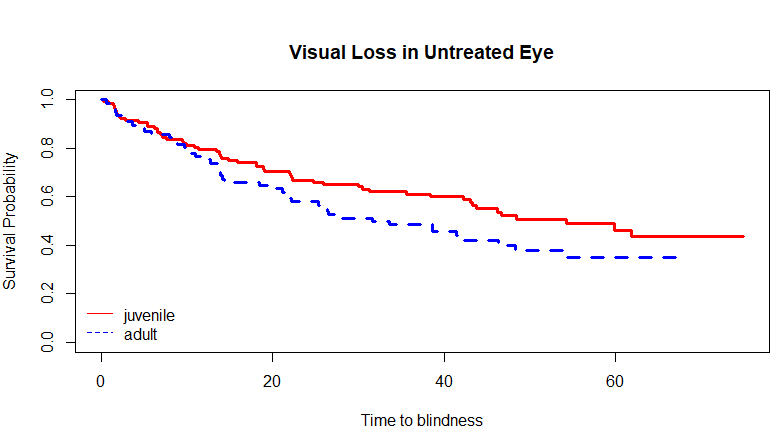 Visual Loss in Untreated Eye
Survival Probability
1.0
0.8
0.6
0.4
0.2
0.0
juvenile
adult
0 20 40 60
Time to blindness